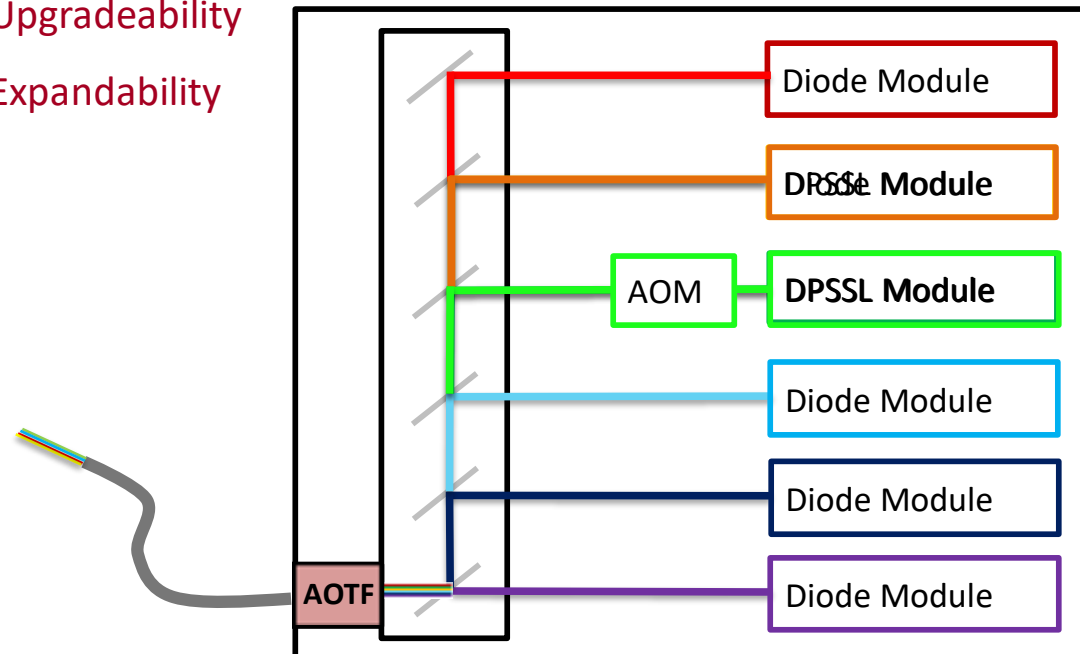 Upgradeability
Expandability
Diode Module
DPSSL Module
AOM
DPSSL Module
Diode Module
Diode Module
AOTF
Diode Module